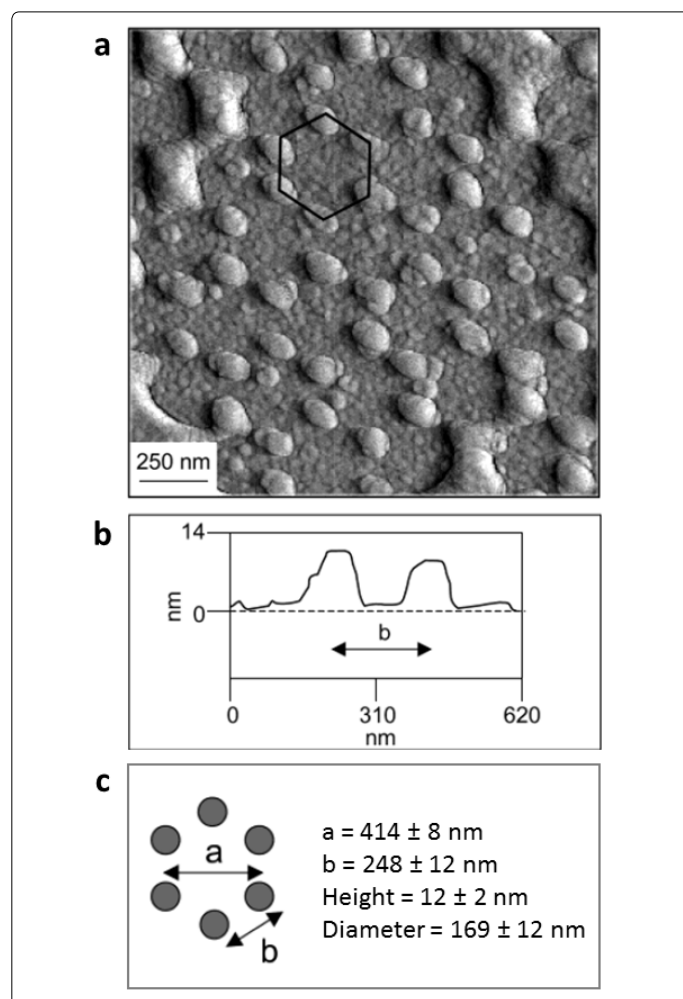 a
250 nm
b
14
0
nm
b
0
310
620
nm
c
a
b
a = 414 ± 8 nm
b = 248 ± 12 nm
Height = 12 ± 2 nm
Diameter = 169 ± 12 nm